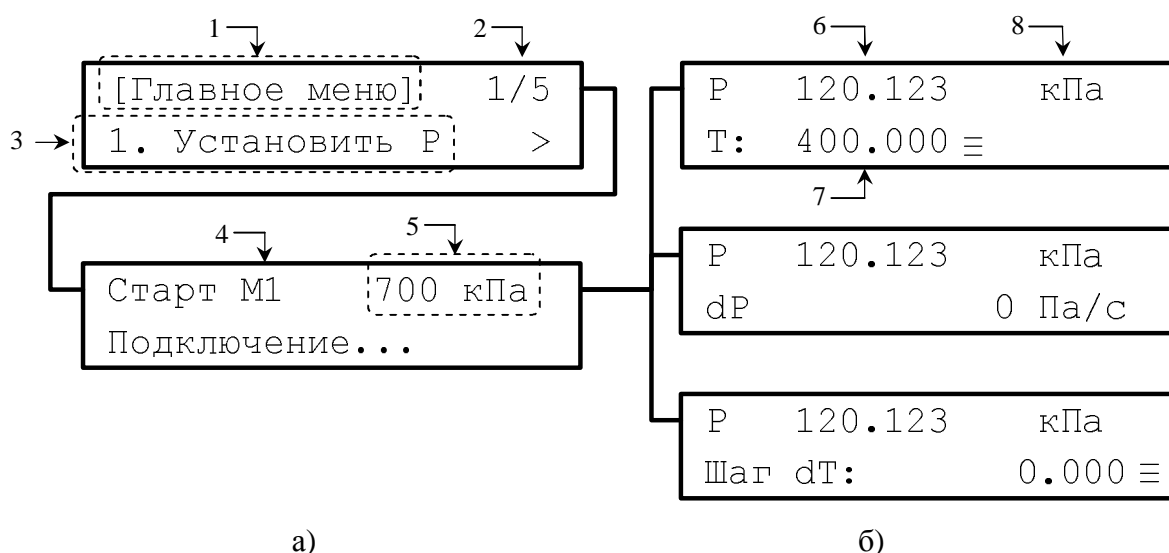 1
2
[Главное меню] 1/5
3
1. Установить Р >
4
5
Старт М1 700 кПа
Подключение...
а)
6
8
Р 120.123 кПа
Т: 400.000 ☰
7
Р 120.123 кПа
dP 0 Па/с
Р 120.123 кПа
Шаг dT: 0.000 ☰
б)